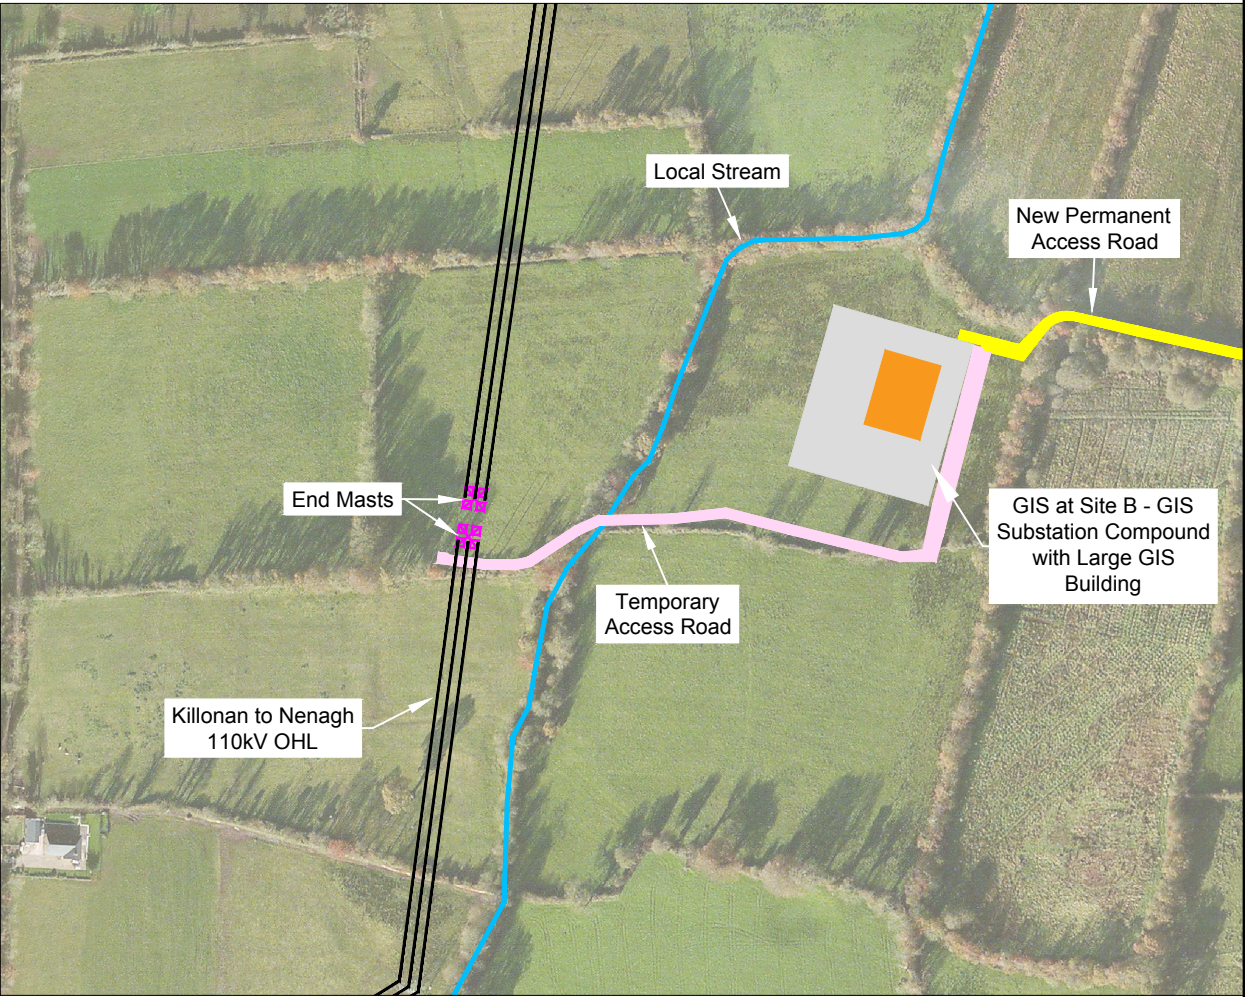 Local Stream
New Permanent
Access Road
End Masts
GIS at Site B - GIS
Substation Compound
with Large GIS
Building
Temporary
Access Road
Killonan to Nenagh
110kV OHL